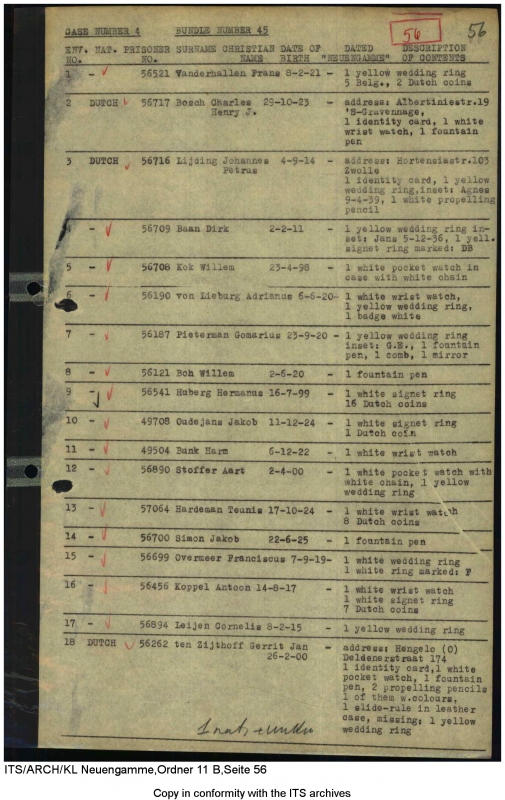 56
56
CASE NUMBER 4 BUNDLE NUMBER 45
ENV. NAT. PRISONER SURNAME CHRISTIAN DATE OF DATED DESCRIPTION
NO. NO. NAME BIRTH "NEUENGAMME" OF CONTENTS
1 - 56521 Vanderhallen Frans 8-2-21 - 1 yellow wedding ring
5 Belg., 2 Dutch coins
2 DUTCH 56717 Bosch Charles 29-10-23 - address: Albertiniestr.19
Henry J. 'S-Gravennage,
1 identity card, 1 white
wrist watch, 1 fountain
pen
3 DUTCH 56716 Lijding Johannes 4-9-14 - address: Hortensiastr.103
Petrus Zwolle
1 identity card, 1 yellow
wedding ring,inset: Agnes
9-4-39, 1 white propelling
pencil
4 - 56709 Baan Dirk 2-2-11 - 1 yellow wedding ring in-
set: Jans 5-12-36, 1 yell.
signet ring marked: DB
5 - 56708 Kok Willem 23-4-98 - 1 white pocket watch in
case with white chain
6 - 56190 von Lieburg Adrianus 6-6-20- 1 white wrist watch,
1 yellow wedding ring,
1 badge white
7 - 56187 Pieterman Gomarius 23-9-20 - 1 yellow wedding ring
inset: G.E., 1 fountain
pen, 1 comb, 1 mirror
8 - 56121 Boh Willem 2-6-20 - 1 fountain pen
9 - 56541 Huberg Hermanus 16-7-99 - 1 white signet ring
16 Dutch coins
10 - 49708 Oudejans Jakob 11-12-24 - 1 white signet ring
1 Dutch coin
11 - 49504 Bunk Harm 6-12-22 - 1 white wrist watch
12 - 56890 Stoffer Aart 2-4-00 - 1 white pocket watch with
white chain, 1 yellow
wedding ring
13 - 57064 Hardeman Teunis 17-10-24 - 1 white wrist watch
8 Dutch coins
14 - 56700 Simon Jakob 22-6-25 - 1 fountain pen
15 - 56699 Overmeer Franciscus 7-9-19- 1 white wedding ring
1 white ring marked: F
16 - 56456 Koppel Antoon 14-8-17 - 1 white wrist watch
1 white signet ring
7 Dutch coins
17 - 56894 Leijen Cornelis 8-2-15 - 1 yellow wedding ring
18 DUTCH 56262 ten Zijthoff Gerrit Jan - address: Hengelo (O)
26-2-00 Deldenerstraat 174
1 identity card,1 white
pocket watch, 1 fountain
pen, 2 propelling pencils
1 of them w.colours,
1 slide-rule in leather
case, missing: 1 yellow
wedding ring
ITS/ARCH/KL Neuengamme,Ordner 11 B,Seite 56
Copy in conformity with the ITS archives